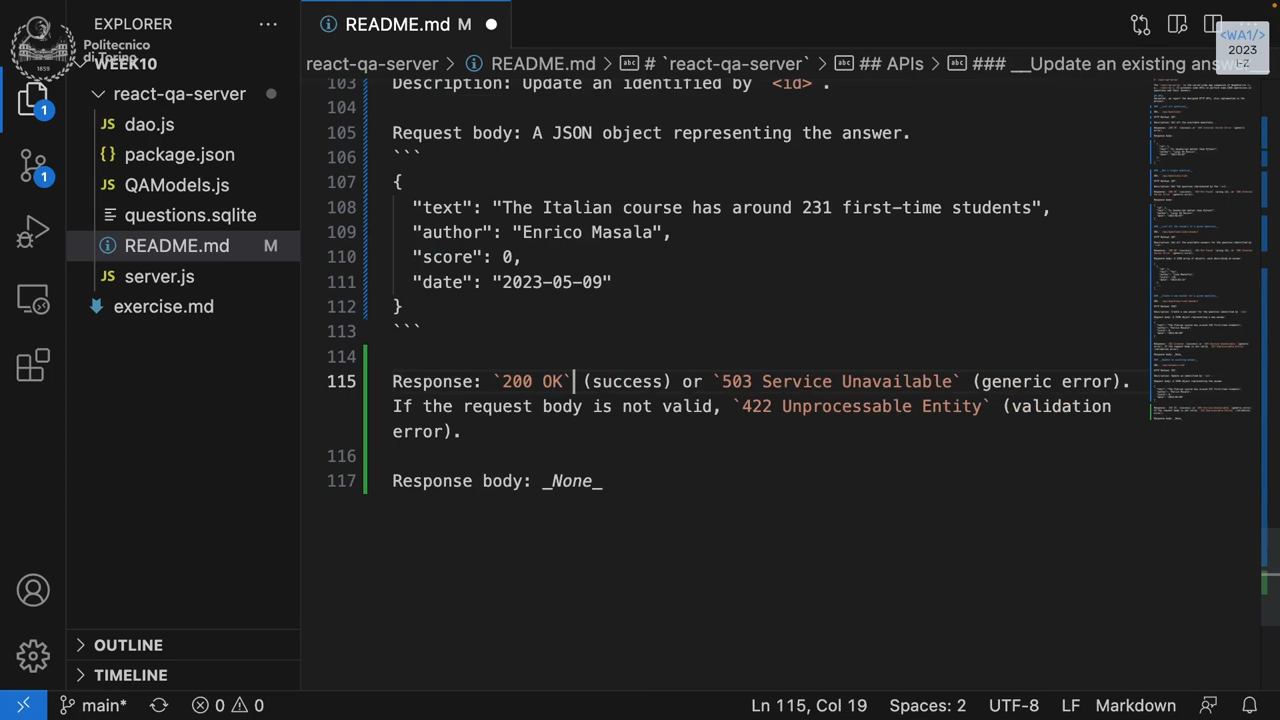 EXPLORER
Politecnico
di Torino
1859
WEEK10
react-qa-server
dao.js
package.json
QAModels.js
questions.sqlite
README.md M
server.js
exercise.md
OUTLINE
TIMELINE
1
1
README.md M
<WA1/>
2023
I-Z
react-qa-server > README.md > # `react-qa-server` > ## APIs > ### __Update an existing answ
103 Description: Update an identified by `<id>`.
104
105 Request body: A JSON object representing the answer.
106 ```
107 {
108 "text": "The Italian course has around 231 first-time students",
109 "author": "Enrico Masala",
110 "score": 0,
111 "date": "2023-05-09"
112 }
113 ```
114
115 Response: `200 OK` (success) or `503 Service Unavailable` (generic error).
If the request body is not valid, `422 Unprocessable Entity` (validation
error).
116
117 Response body: _None_
main* 0 0 Ln 115, Col 19 Spaces: 2 UTF-8 LF Markdown